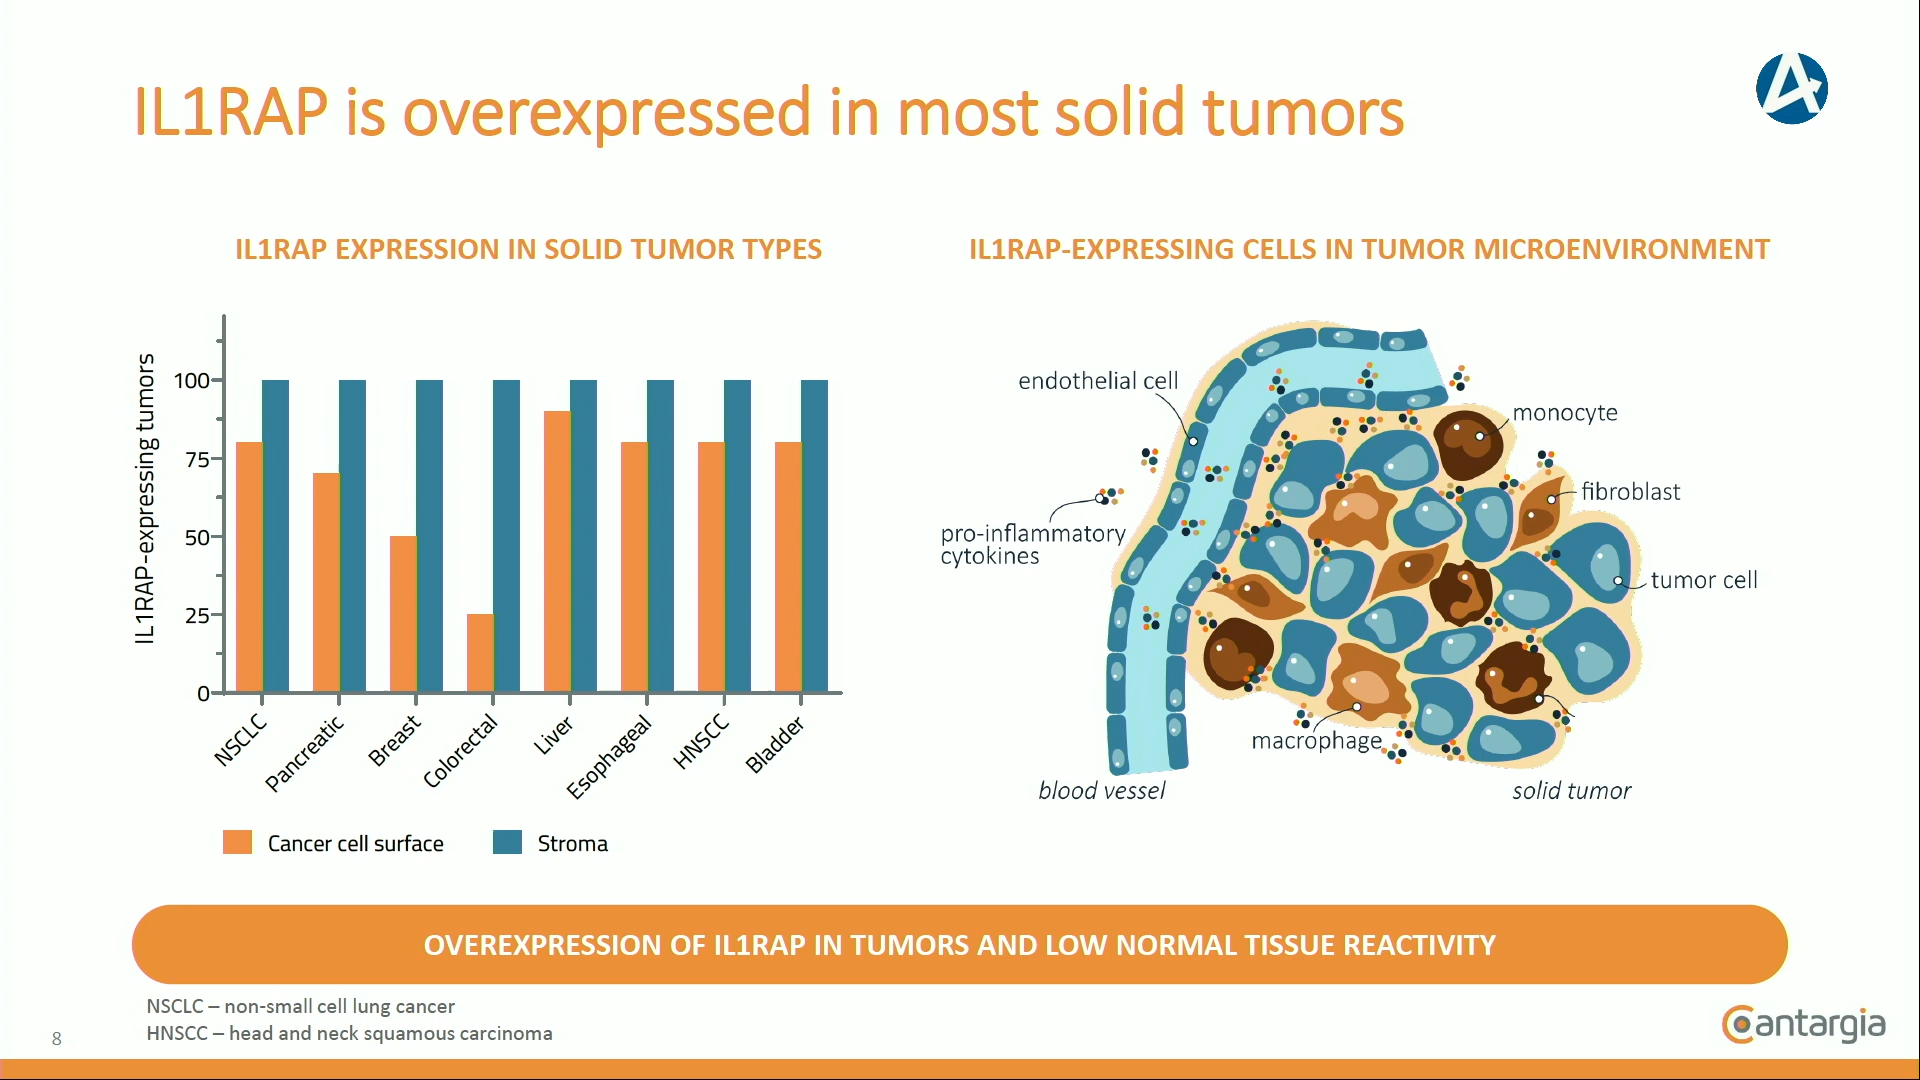 IL1RAP is overexpressed in most solid tumors
IL1RAP EXPRESSION IN SOLID TUMOR TYPES
IL1RAP-expressing tumors
100
75
50
25
0
NSCLC
Pancreatic
Breast
Colorectal
Liver
Esophageal
HNSCC
Bladder
Cancer cell surface
Stroma
IL1RAP-EXPRESSING CELLS IN TUMOR MICROENVIRONMENT
endothelial cell
monocyte
fibroblast
pro-inflammatory
cytokines
tumor cell
macrophage
blood vessel
solid tumor
OVEREXPRESSION OF IL1RAP IN TUMORS AND LOW NORMAL TISSUE REACTIVITY
NSCLC – non-small cell lung cancer
HNSCC – head and neck squamous carcinoma
8
Cantargia